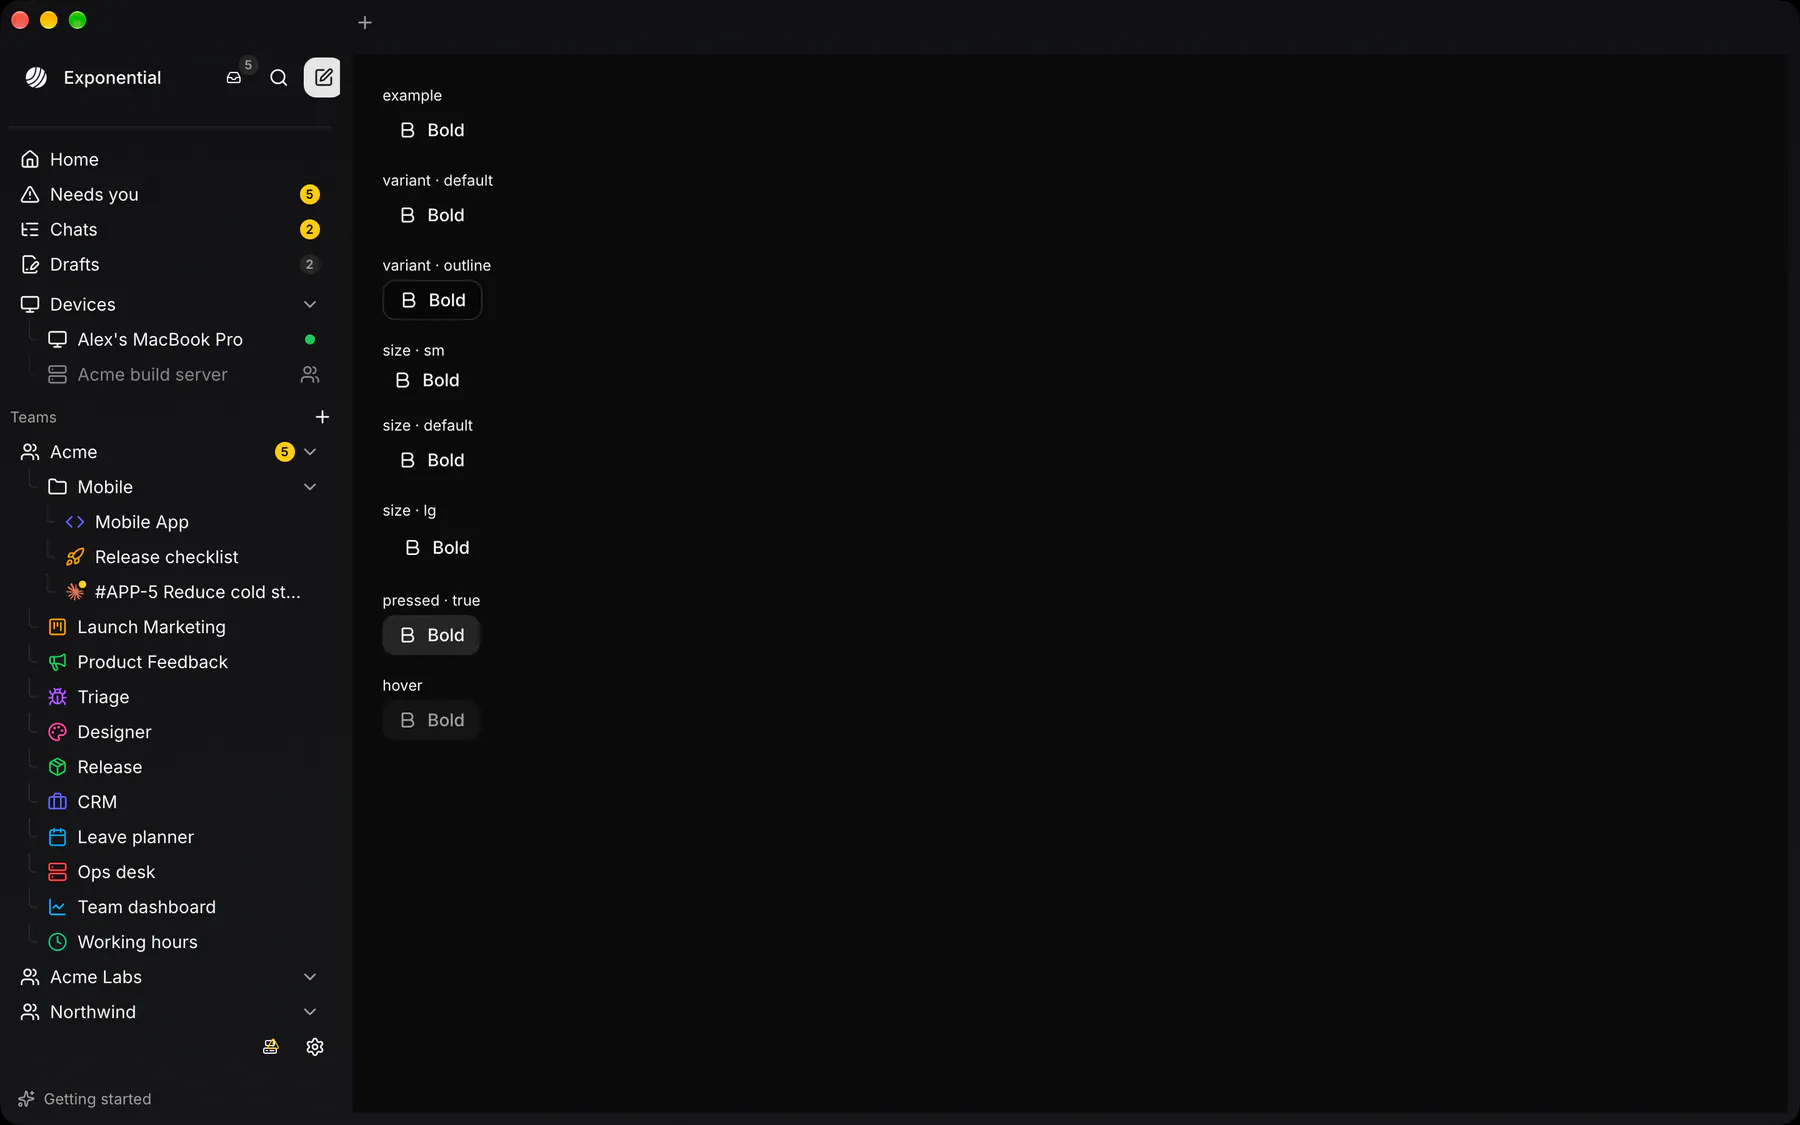 Exponential
5
Home
Needs you
5
Chats
2
Drafts
2
Devices
Alex's MacBook Pro
Acme build server
Teams
Acme
5
Mobile
Mobile App
Release checklist
#APP-5 Reduce cold st...
Launch Marketing
Product Feedback
Triage
Designer
Release
CRM
Leave planner
Ops desk
Team dashboard
Working hours
Acme Labs
Northwind
Getting started
example
Bold
variant · default
Bold
variant · outline
Bold
size · sm
Bold
size · default
Bold
size · lg
Bold
pressed · true
Bold
hover
Bold